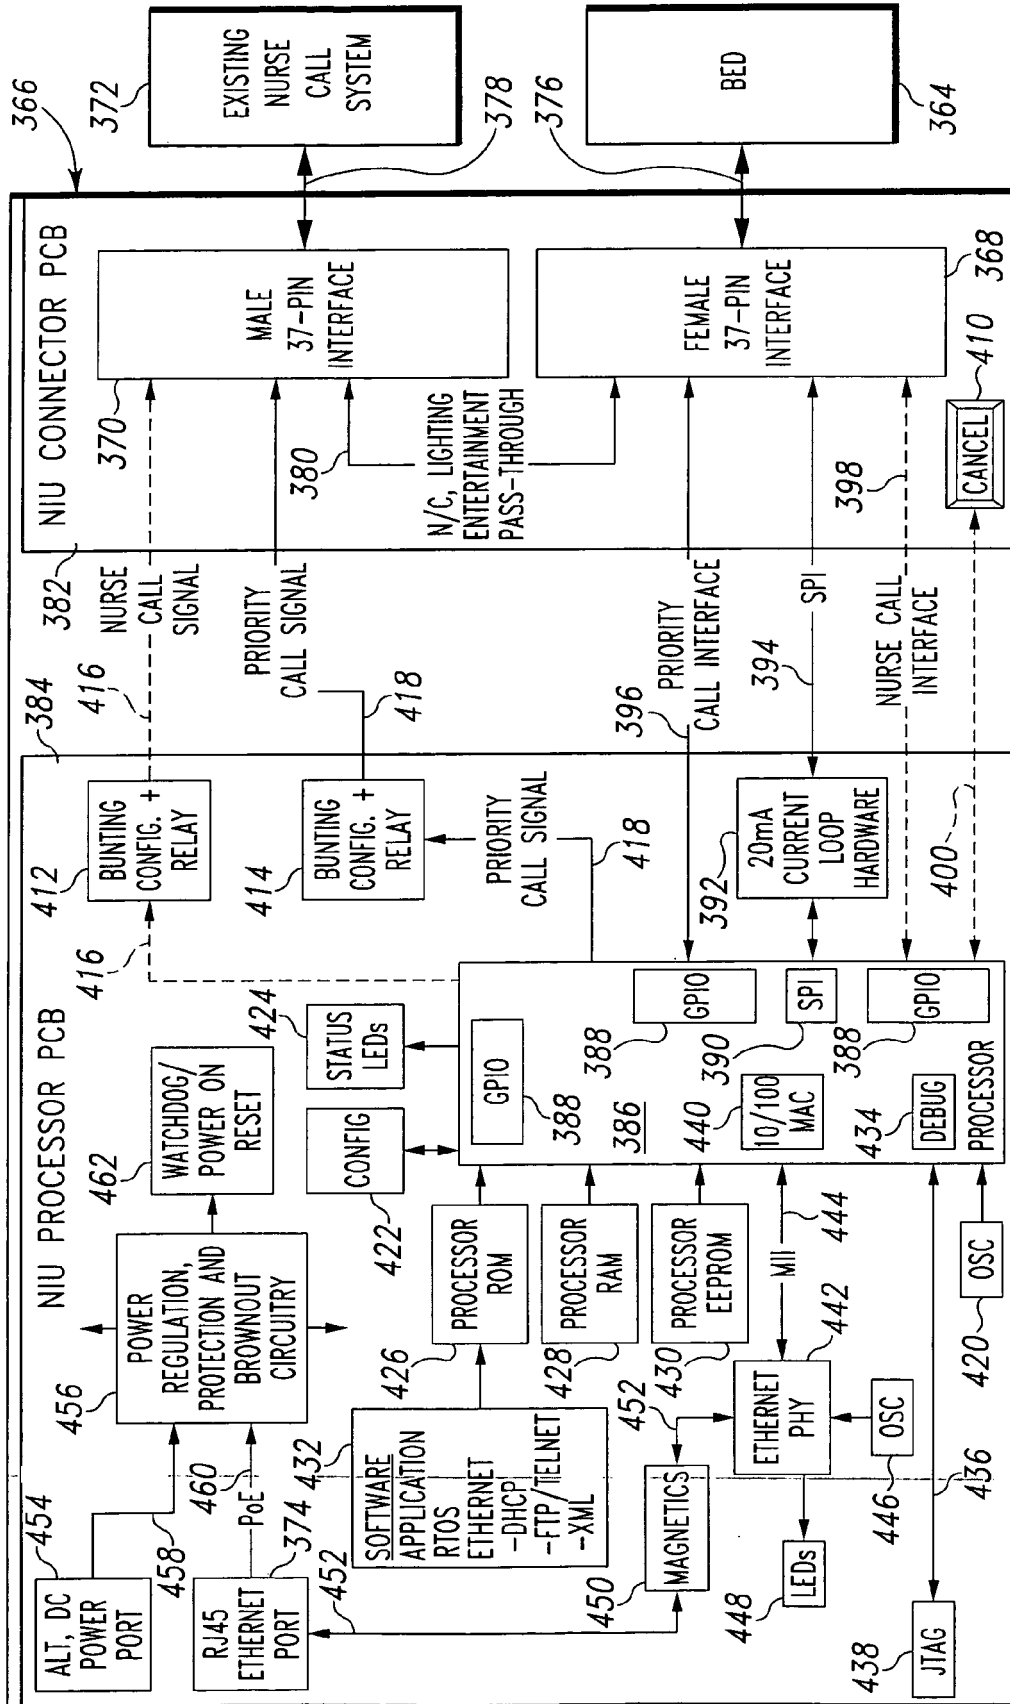 NIU PROCESSOR PCB
384
382
NIU CONNECTOR PCB
366
454
ALT, DC
POWER
PORT
458
456
POWER
REGULATION,
PROTECTION AND
BROWNOUT
CIRCUITRY
462
WATCHDOG/
POWER ON
RESET
416
412
BUNTING
CONFIG. +
RELAY
416
NURSE
CALL
SIGNAL
370
MALE
37-PIN
INTERFACE
378
372
EXISTING
NURSE
CALL
SYSTEM
RJ45
ETHERNET
PORT
374
PoE
460
452
432
SOFTWARE
APPLICATION
RTOS
ETHERNET
-DHCP
-FTP/TELNET
-XML
422
CONFIG
424
STATUS
LEDs
414
BUNTING
CONFIG. +
RELAY
418
PRIORITY
CALL SIGNAL
380
N/C, LIGHTING
ENTERTAINMENT
PASS-THROUGH
426
PROCESSOR
ROM
428
PROCESSOR
RAM
430
PROCESSOR
EEPROM
GPIO
388
386
PRIORITY
CALL SIGNAL
418
388
GPIO
396
PRIORITY
CALL INTERFACE
FEMALE
37-PIN
INTERFACE
368
376
BED
364
450
MAGNETICS
452
ETHERNET
PHY
442
MII
444
440
10/100
MAC
390
SPI
392
20mA
CURRENT
LOOP
HARDWARE
394
SPI
448
LEDs
446
OSC
434
DEBUG
388
GPIO
NURSE CALL
INTERFACE
398
400
CANCEL
410
438
JTAG
436
420
OSC
PROCESSOR